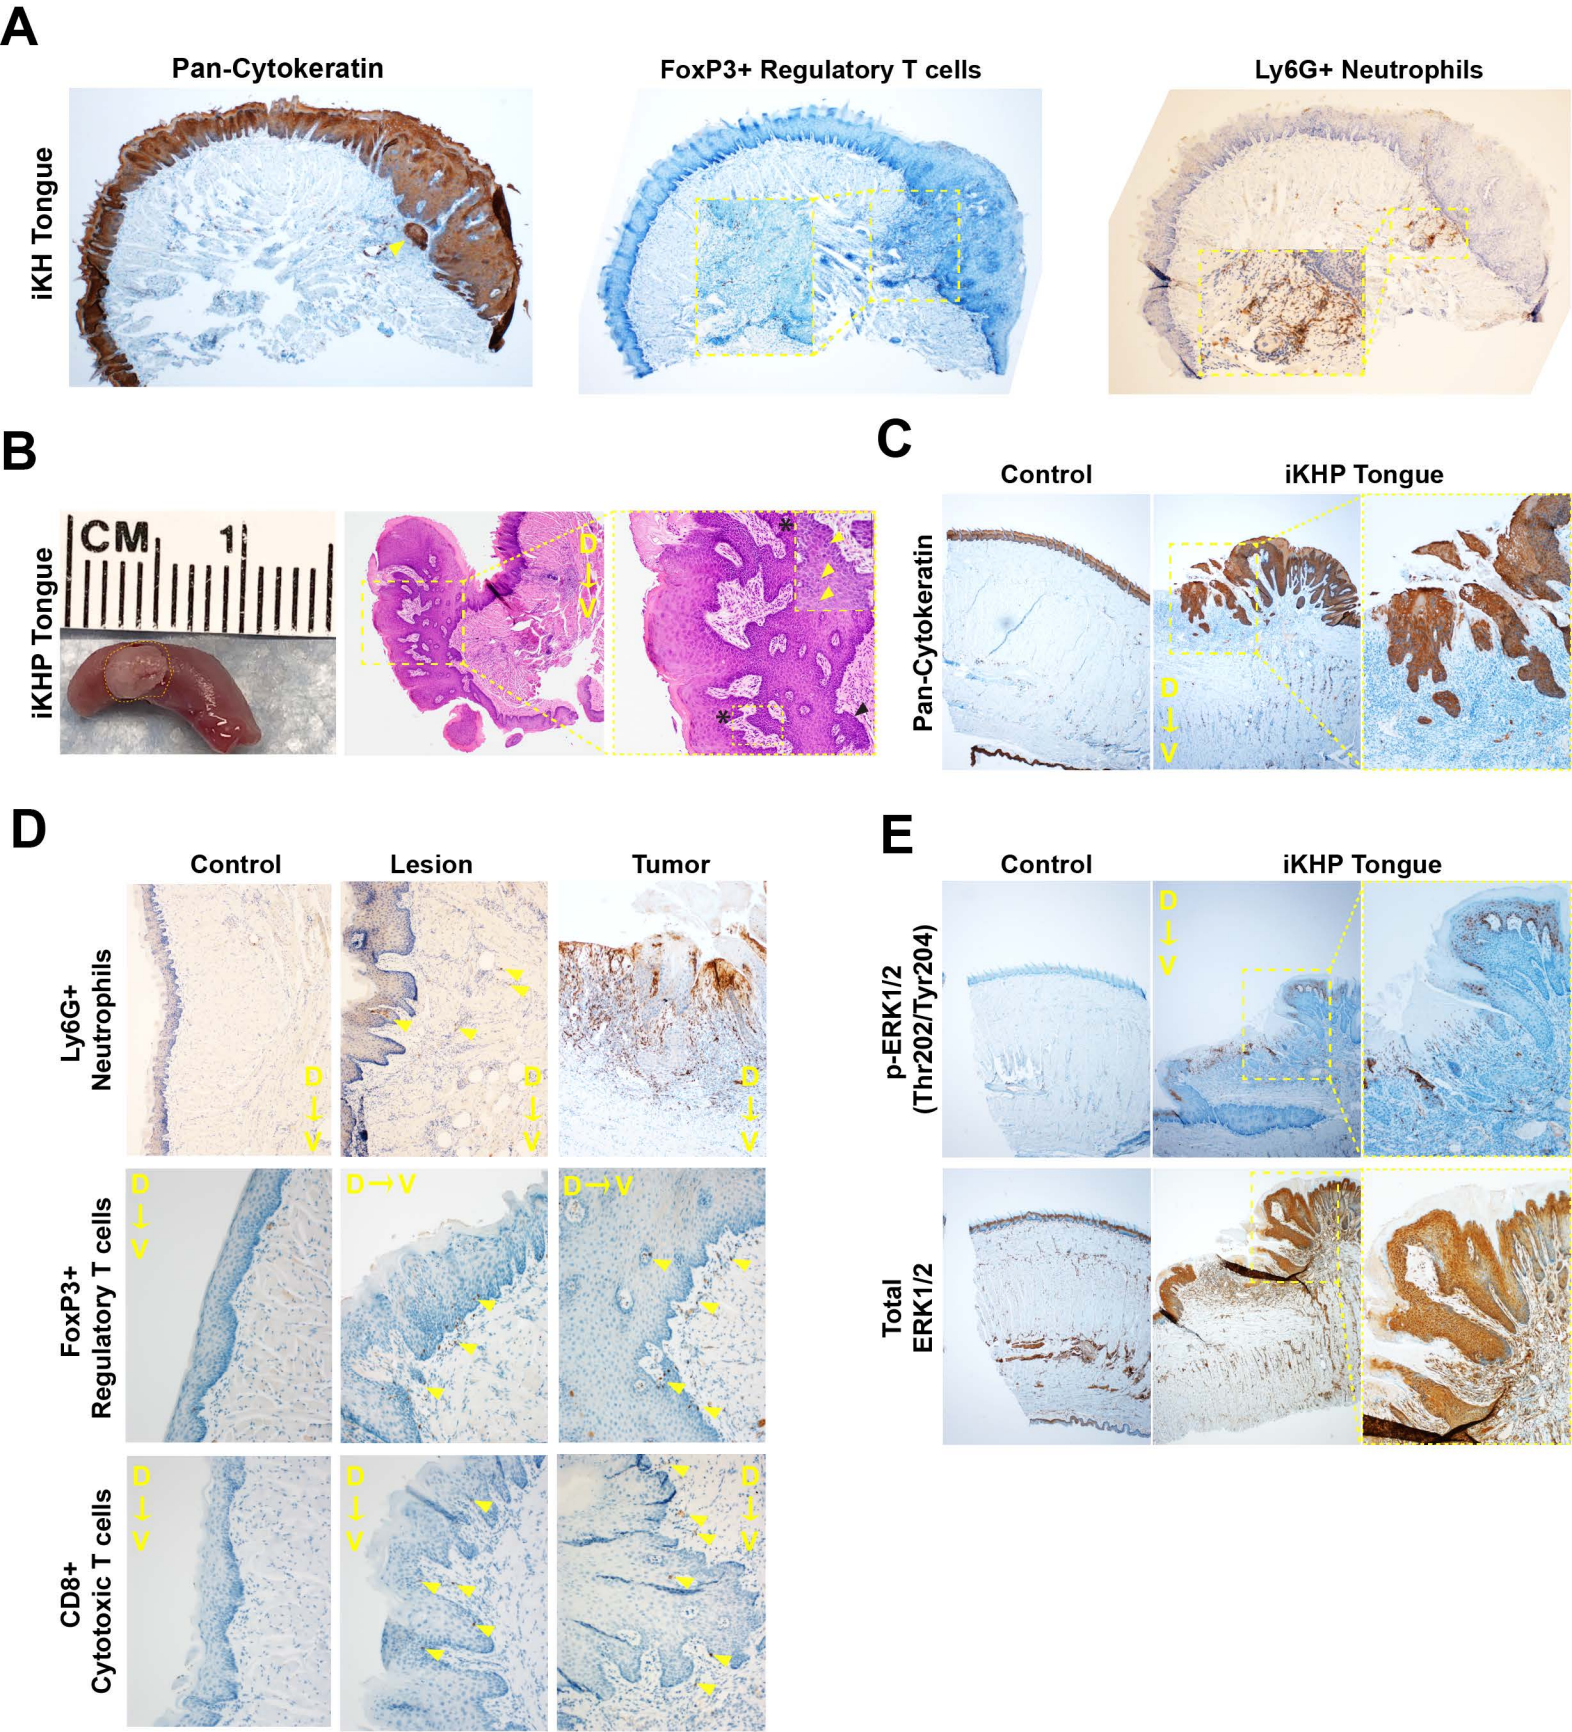 A
Pan-Cytokeratin
FoxP3+ Regulatory T cells
Ly6G+ Neutrophils
iKH Tongue
B
iKHP Tongue
CM 1
D
V
*
*
C
Control
iKHP Tongue
Pan-Cytokeratin
D
V
D
Control
Lesion
Tumor
Ly6G+
Neutrophils
D
V
D
V
D
V
FoxP3+
Regulatory T cells
D
V
D → V
D → V
CD8+
Cytotoxic T cells
D
V
D
V
D
V
E
Control
iKHP Tongue
p-ERK1/2
(Thr202/Tyr204)
D
V
Total
ERK1/2